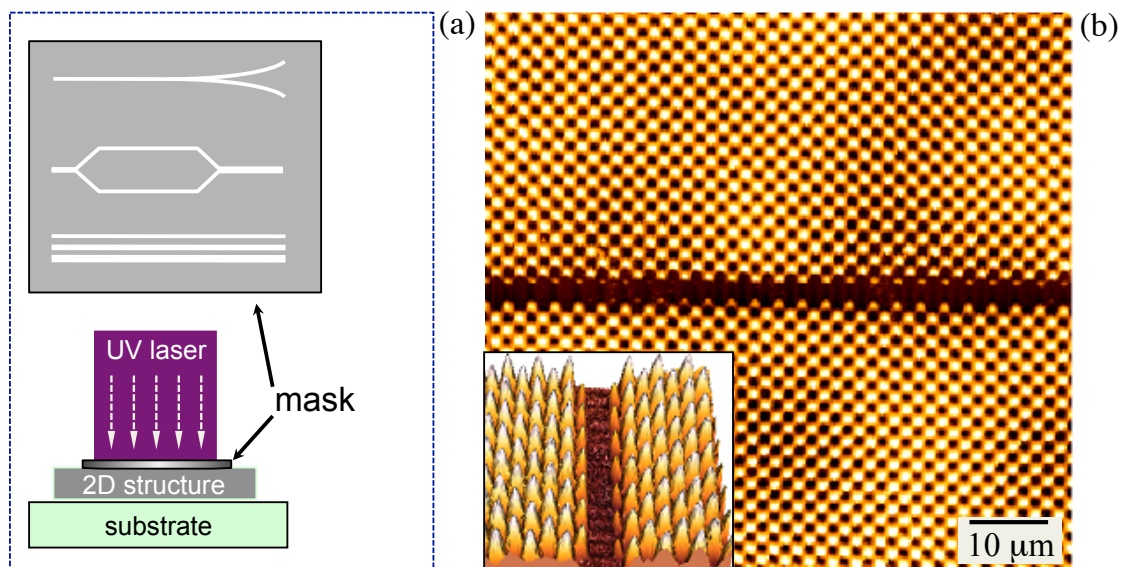 (a)
(b)
UV laser
mask
2D structure
substrate
10 μm